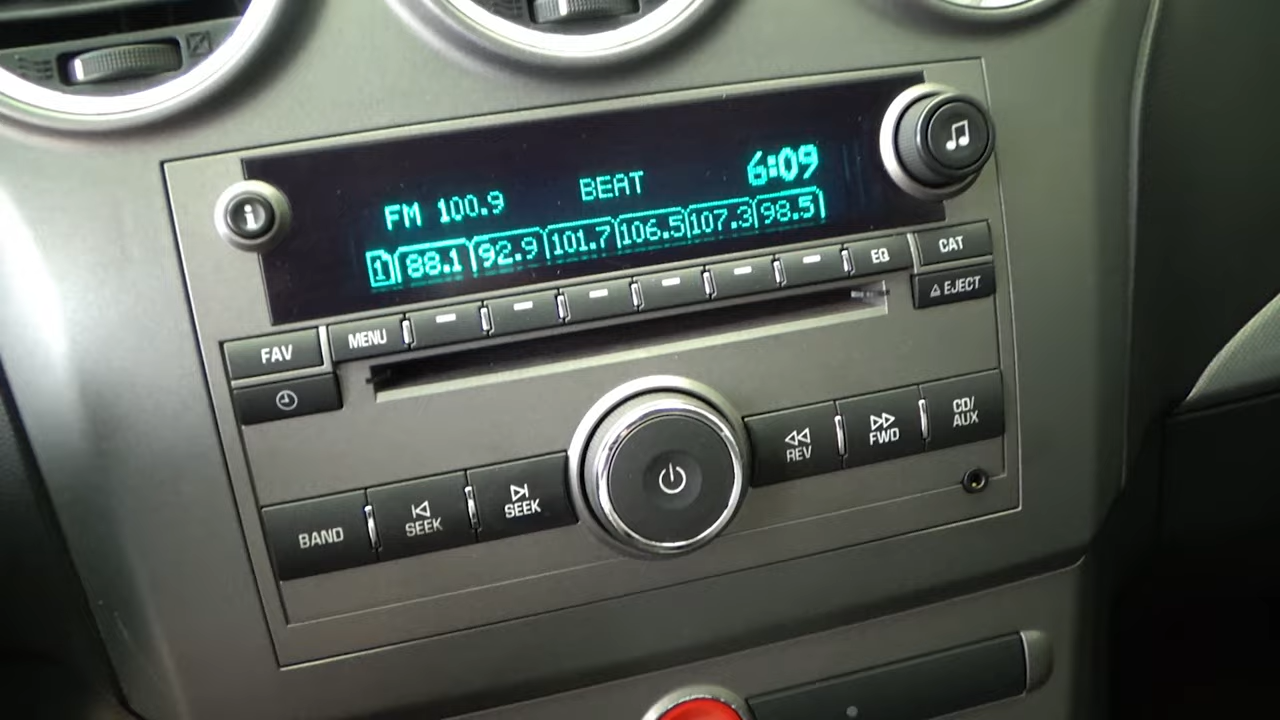 FM 100.9 BEAT 6:09
1 88.1 92.9 101.7 106.5 107.3 98.5
i
FAV MENU EQ CAT
EJECT
BAND SEEK SEEK REV FWD CD/
AUX